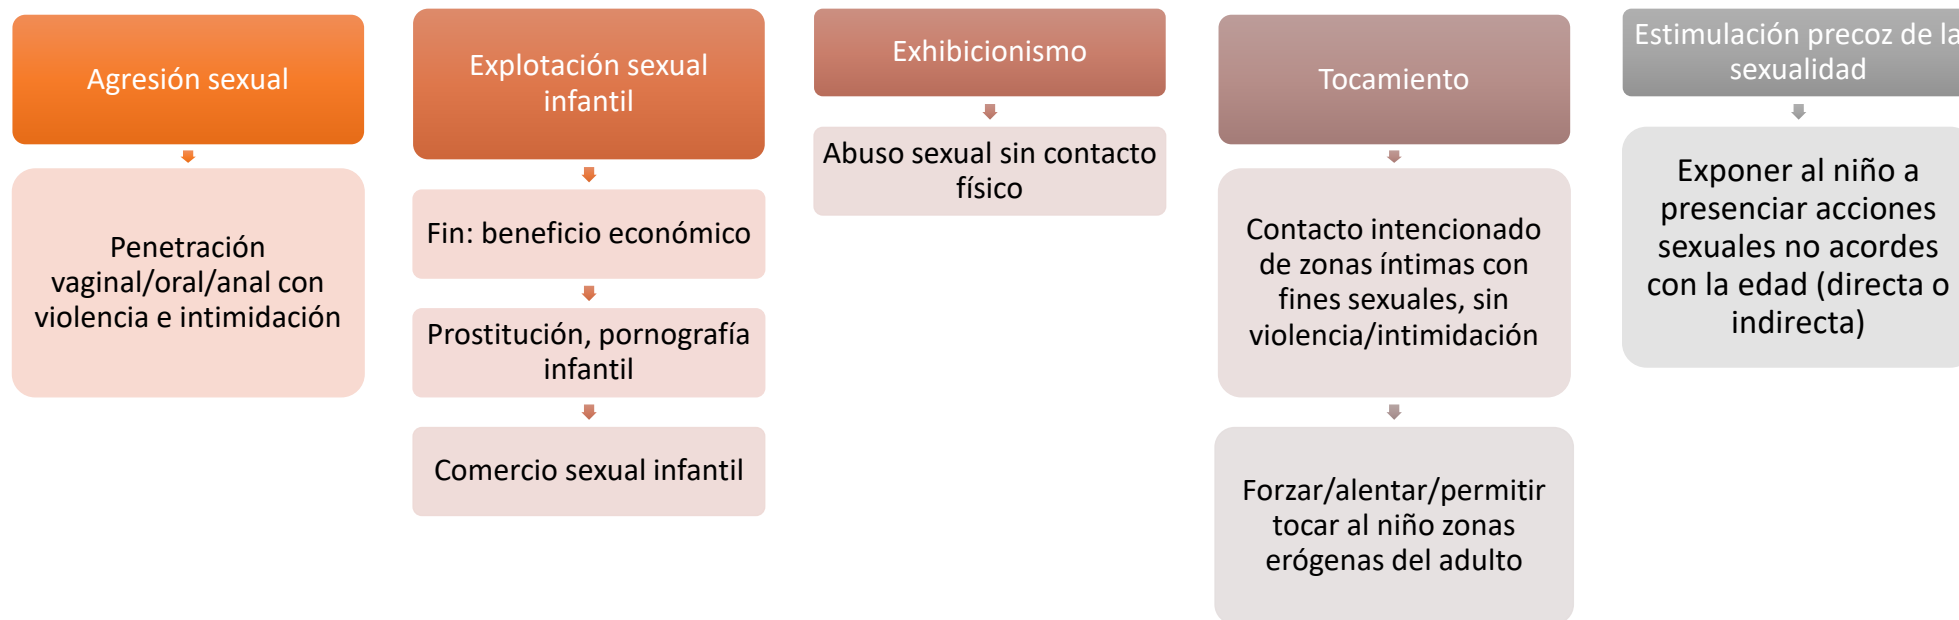 Agresión sexual
Penetración
vaginal/oral/anal con
violencia e intimidación
Explotación sexual
infantil
Fin: beneficio económico
Prostitución, pornografía
infantil
Comercio sexual infantil
Exhibicionismo
Abuso sexual sin contacto
físico
Tocamiento
Contacto intencionado
de zonas íntimas con
fines sexuales, sin
violencia/intimidación
Forzar/alentar/permitir
tocar al niño zonas
erógenas del adulto
Estimulación precoz de la
sexualidad
Exponer al niño a
presenciar acciones
sexuales no acordes
con la edad (directa o
indirecta)